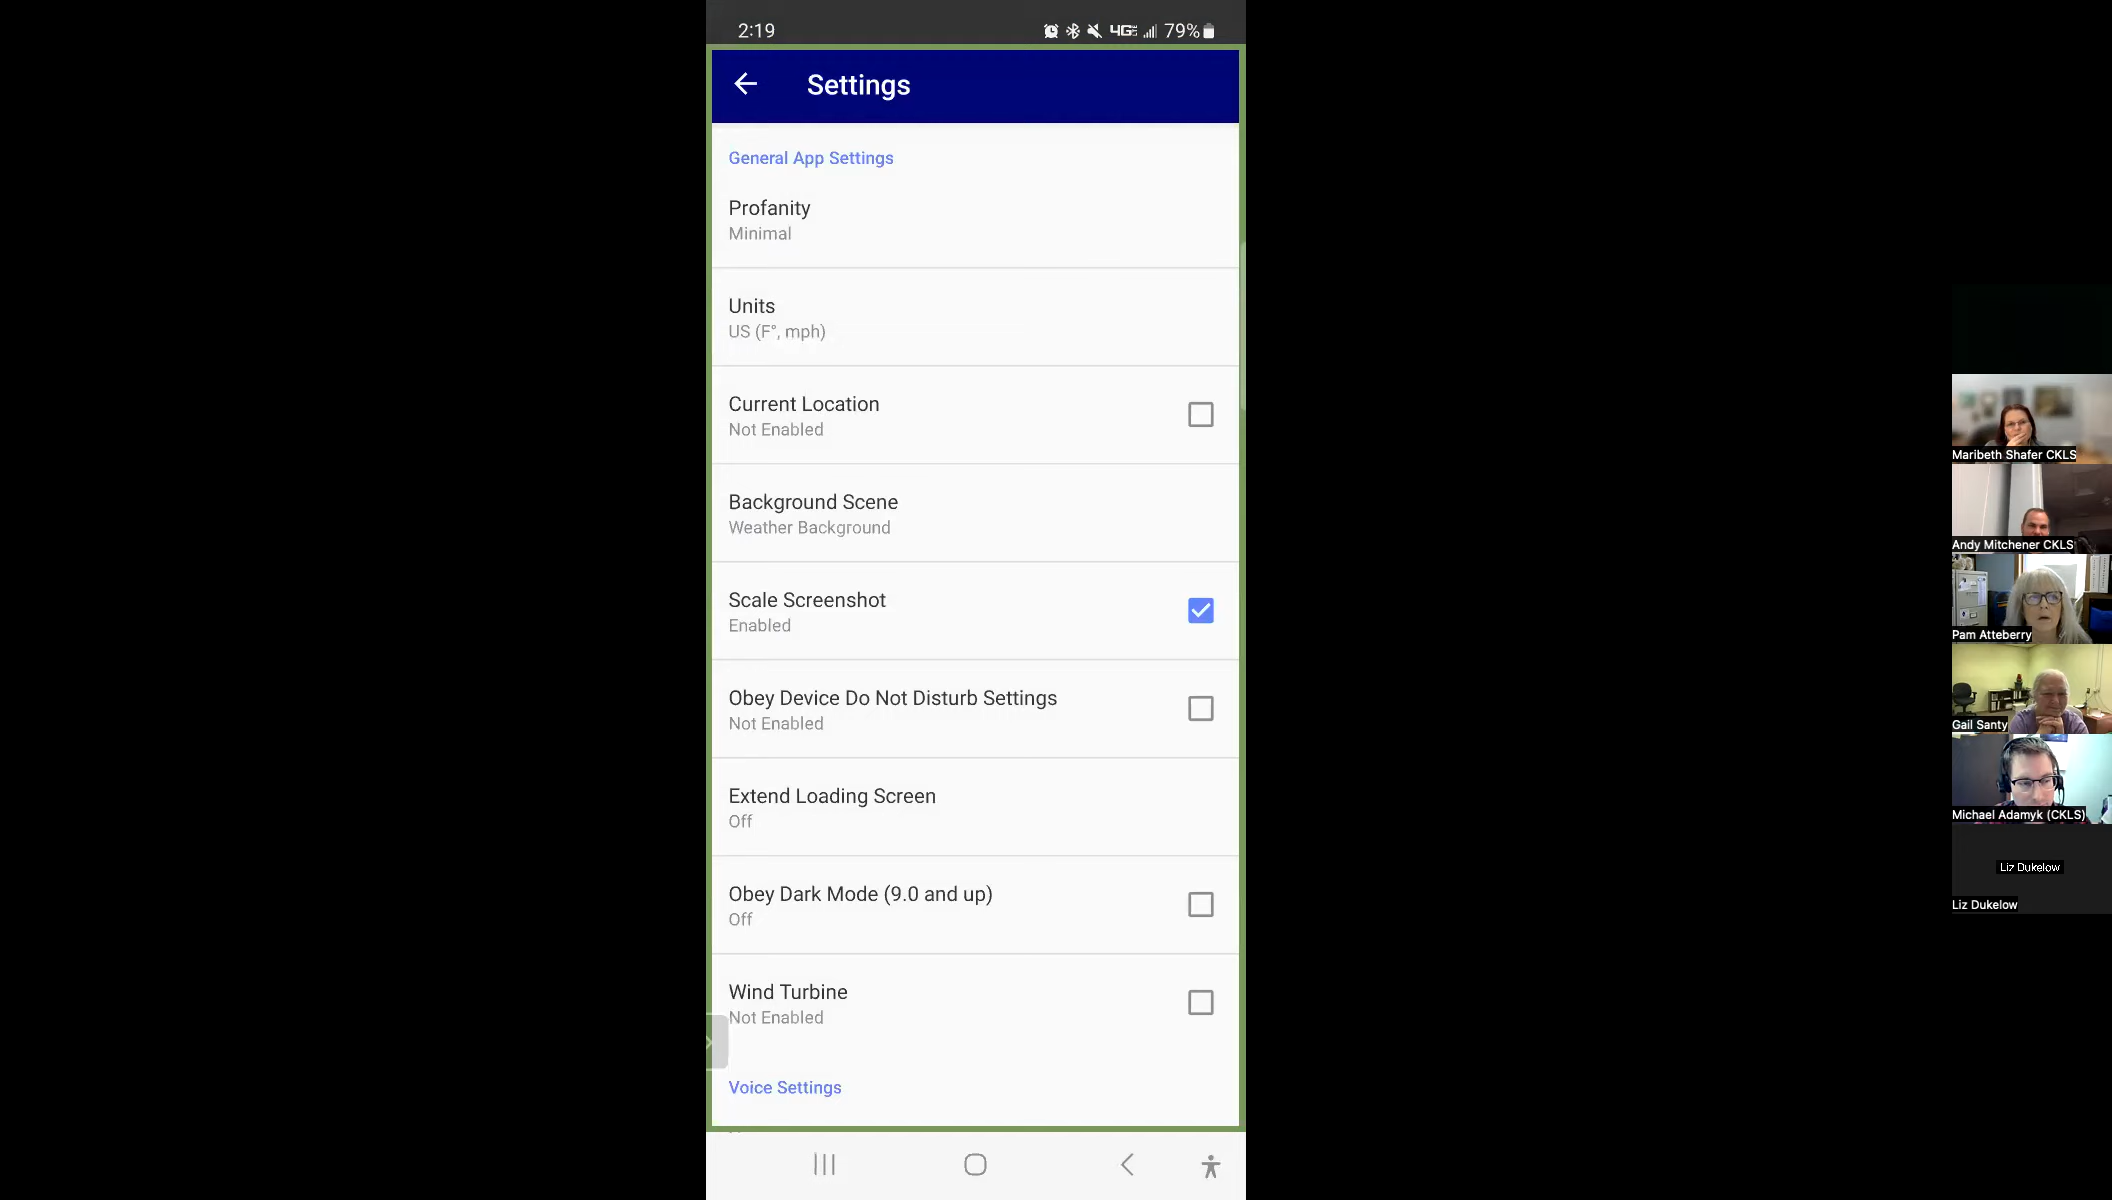 2:19
4G 79%
Settings
General App Settings
Profanity
Minimal
Units
US (F°, mph)
Current Location
Not Enabled
Background Scene
Weather Background
Scale Screenshot
Enabled
Obey Device Do Not Disturb Settings
Not Enabled
Extend Loading Screen
Off
Obey Dark Mode (9.0 and up)
Off
Wind Turbine
Not Enabled
Voice Settings
Maribeth Shafer CKLS
Andy Mitchener CKLS
Pam Atteberry
Gail Santy
Michael Adamyk (CKLS)
Liz Dukelow
Liz Dukelow